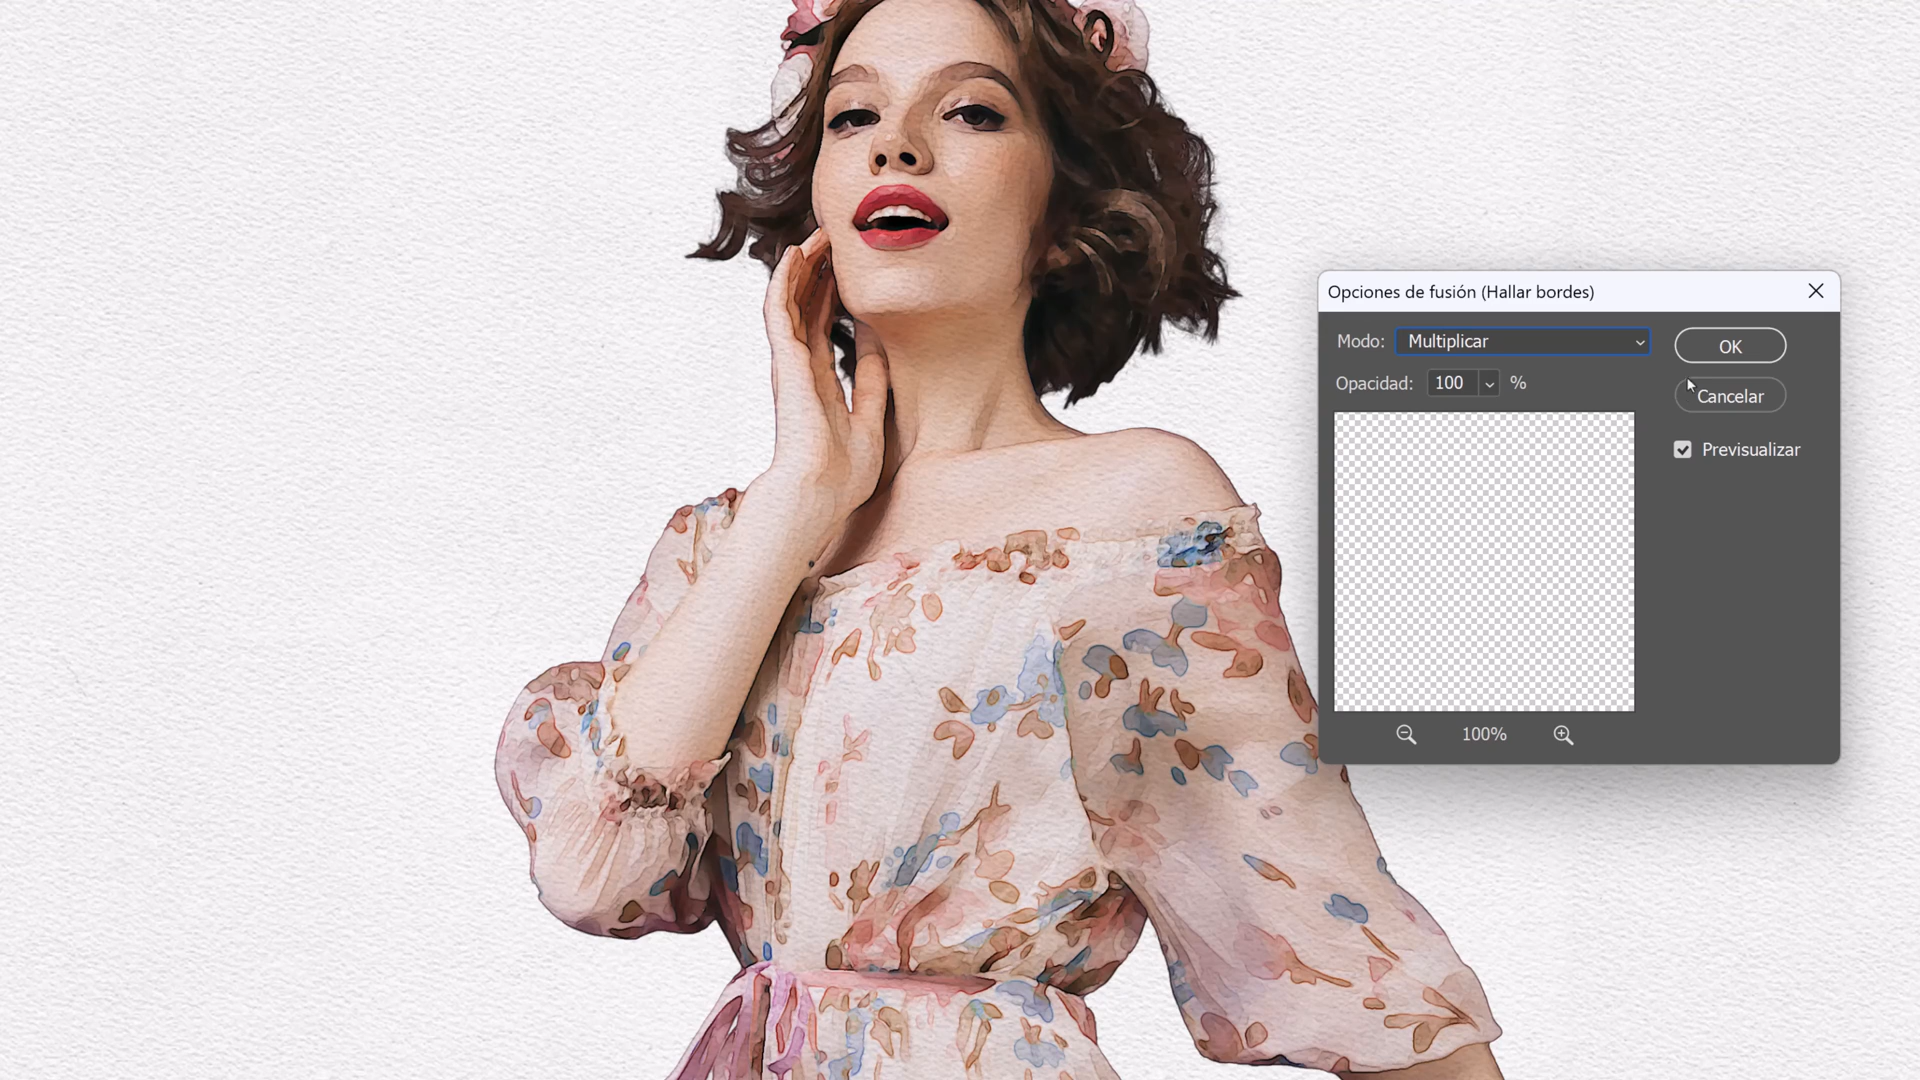 Opciones de fusión (Hallar bordes)
Modo: Multiplicar
OK
Opacidad: 100 %
Cancelar
Previsualizar
100%